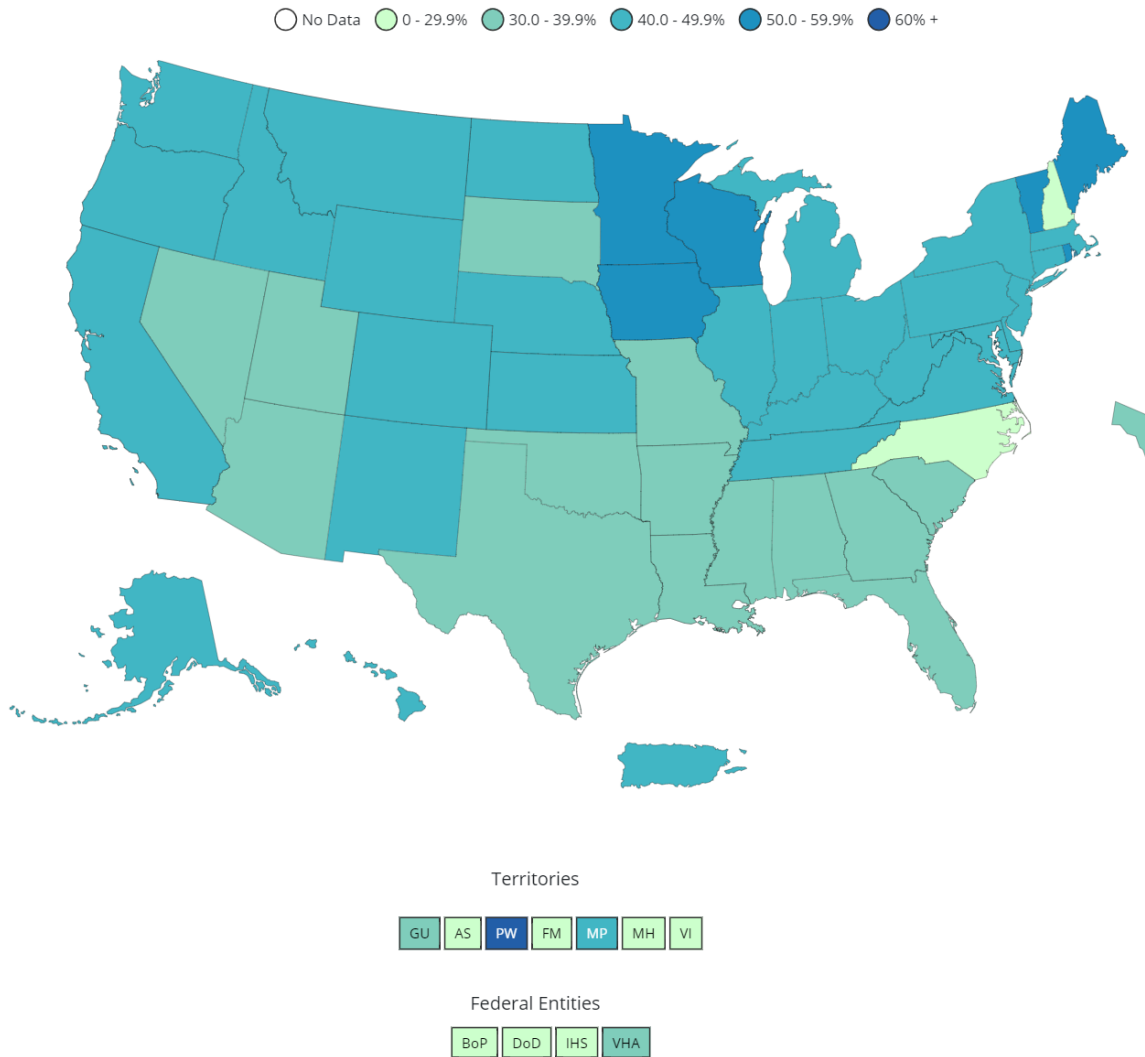 No Data 0 - 29.9% 30.0 - 39.9% 40.0 - 49.9% 50.0 - 59.9% 60% +
Territories
GU AS PW FM MP MH VI
Federal Entities
BoP DoD IHS VHA